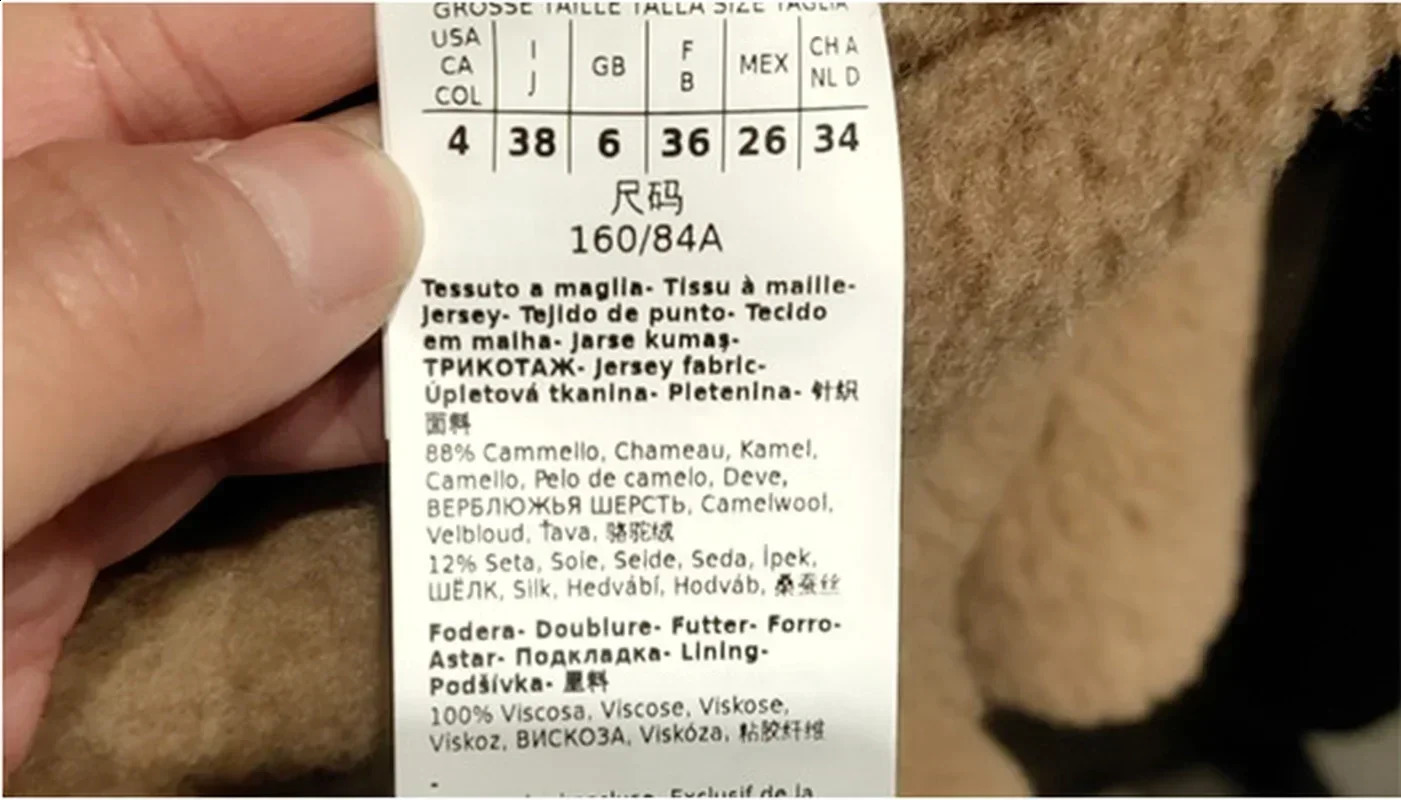 GRÖSSE TAILLE TALLA SIZE TAGLIA
USA CA COL I J GB F B MEX CH A NL D
4 38 6 36 26 34
尺码
160/84A
Tessuto a maglia- Tissu à maille-
Jersey- Tejido de punto- Tecido
em malha- Jarse kumaş-
ТРИКОТАЖ- Jersey fabric-
Úpletová tkanina- Pletenina- 针织
面料
88% Cammello, Chameau, Kamel,
Camello, Pelo de camelo, Deve,
ВЕРБЛЮЖЬЯ ШЕРСТЬ, Camelwool,
Velbloud, Ťava, 骆驼绒
12% Seta, Soie, Seide, Seda, İpek,
ШЁЛК, Silk, Hedvábí, Hodváb, 桑蚕丝
Fodera- Doublure- Futter- Forro-
Astar- Подкладка- Lining-
Podšívka- 里料
100% Viscosa, Viscose, Viskose,
Viskoz, ВИСКОЗА, Viskóza, 粘胶纤维
-
Exclusif de la